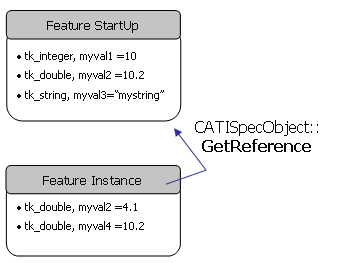 Feature StartUp
• tk_integer, myval1 =10
• tk_double, myval2 =10.2
• tk_string, myval3="mystring"
CATISpecObject::
GetReference
Feature Instance
• tk_double, myval2 =4.1
• tk_double, myval4 =10.2